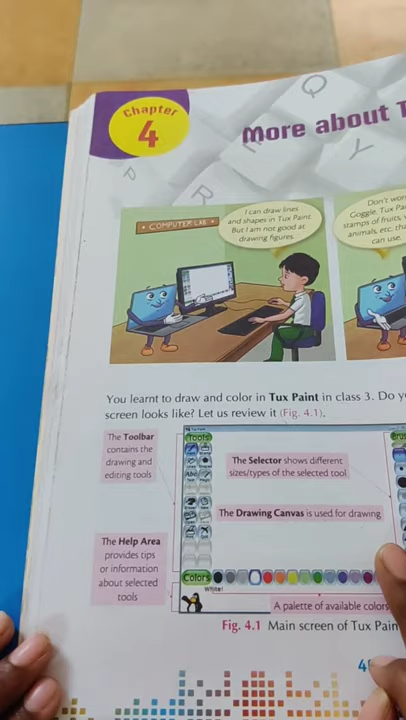 Chapter
4
More about
COMPUTER LAB
I can draw lines
and shapes in Tux Paint.
But I am not good at
drawing figures.
Goggle. Tux
stamps of fruits,
animals, etc.
can use.
You learnt to draw and color in Tux Paint in class 3. Do
screen looks like? Let us review it (Fig. 4.1).
The Toolbar
contains the
drawing and
editing tools
Tools
The Selector shows different
sizes/types of the selected tool
The Drawing Canvas is used for drawing
The Help Area
provides tips
or information
about selected
tools
Colors
White!
A palette of available colors
Fig. 4.1 Main screen of Tux